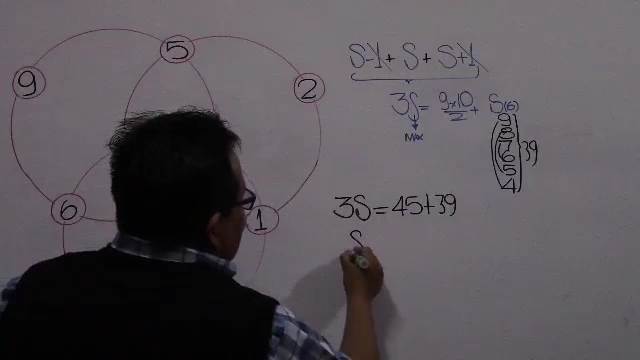 5
9
2
6
1
S-1 + S + S+1
3S = 9x10/2 + S(6)
Max
9
8
7
6
5
4
39
3S = 45+39
S